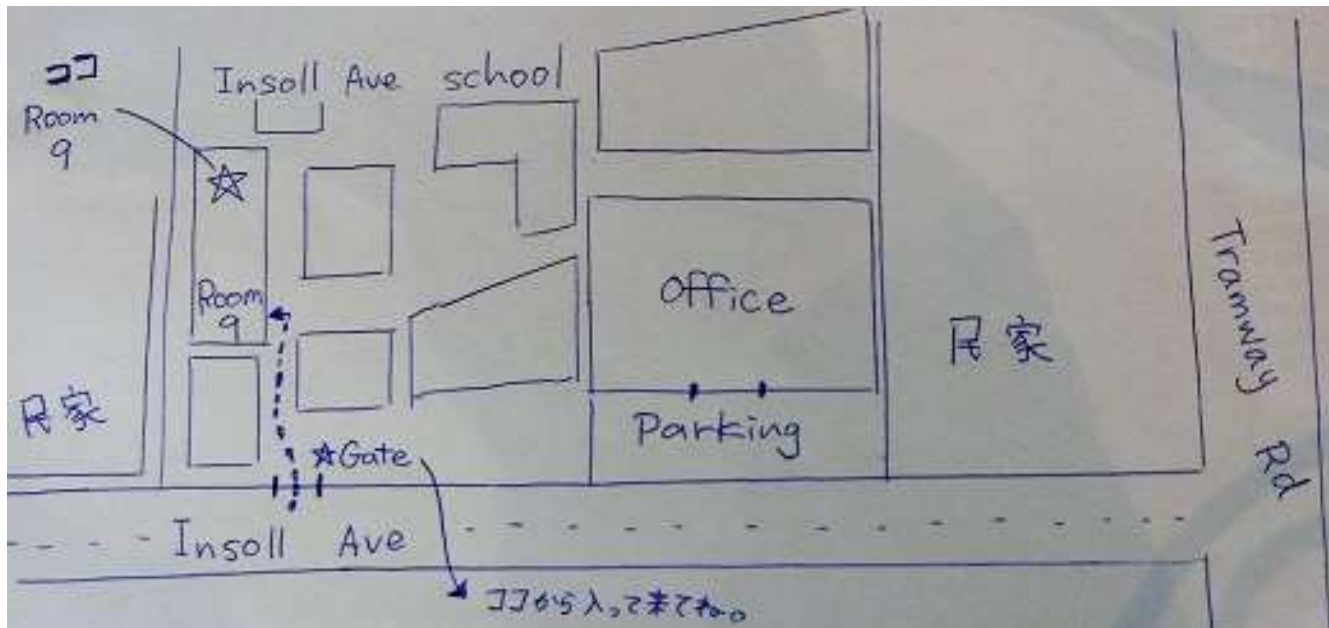 ココ
Room
9
Insoll Ave school
Room
9
Office
民家
Tramway Rd
民家
Parking
☆Gate
Insoll Ave
ココから入って来てね。